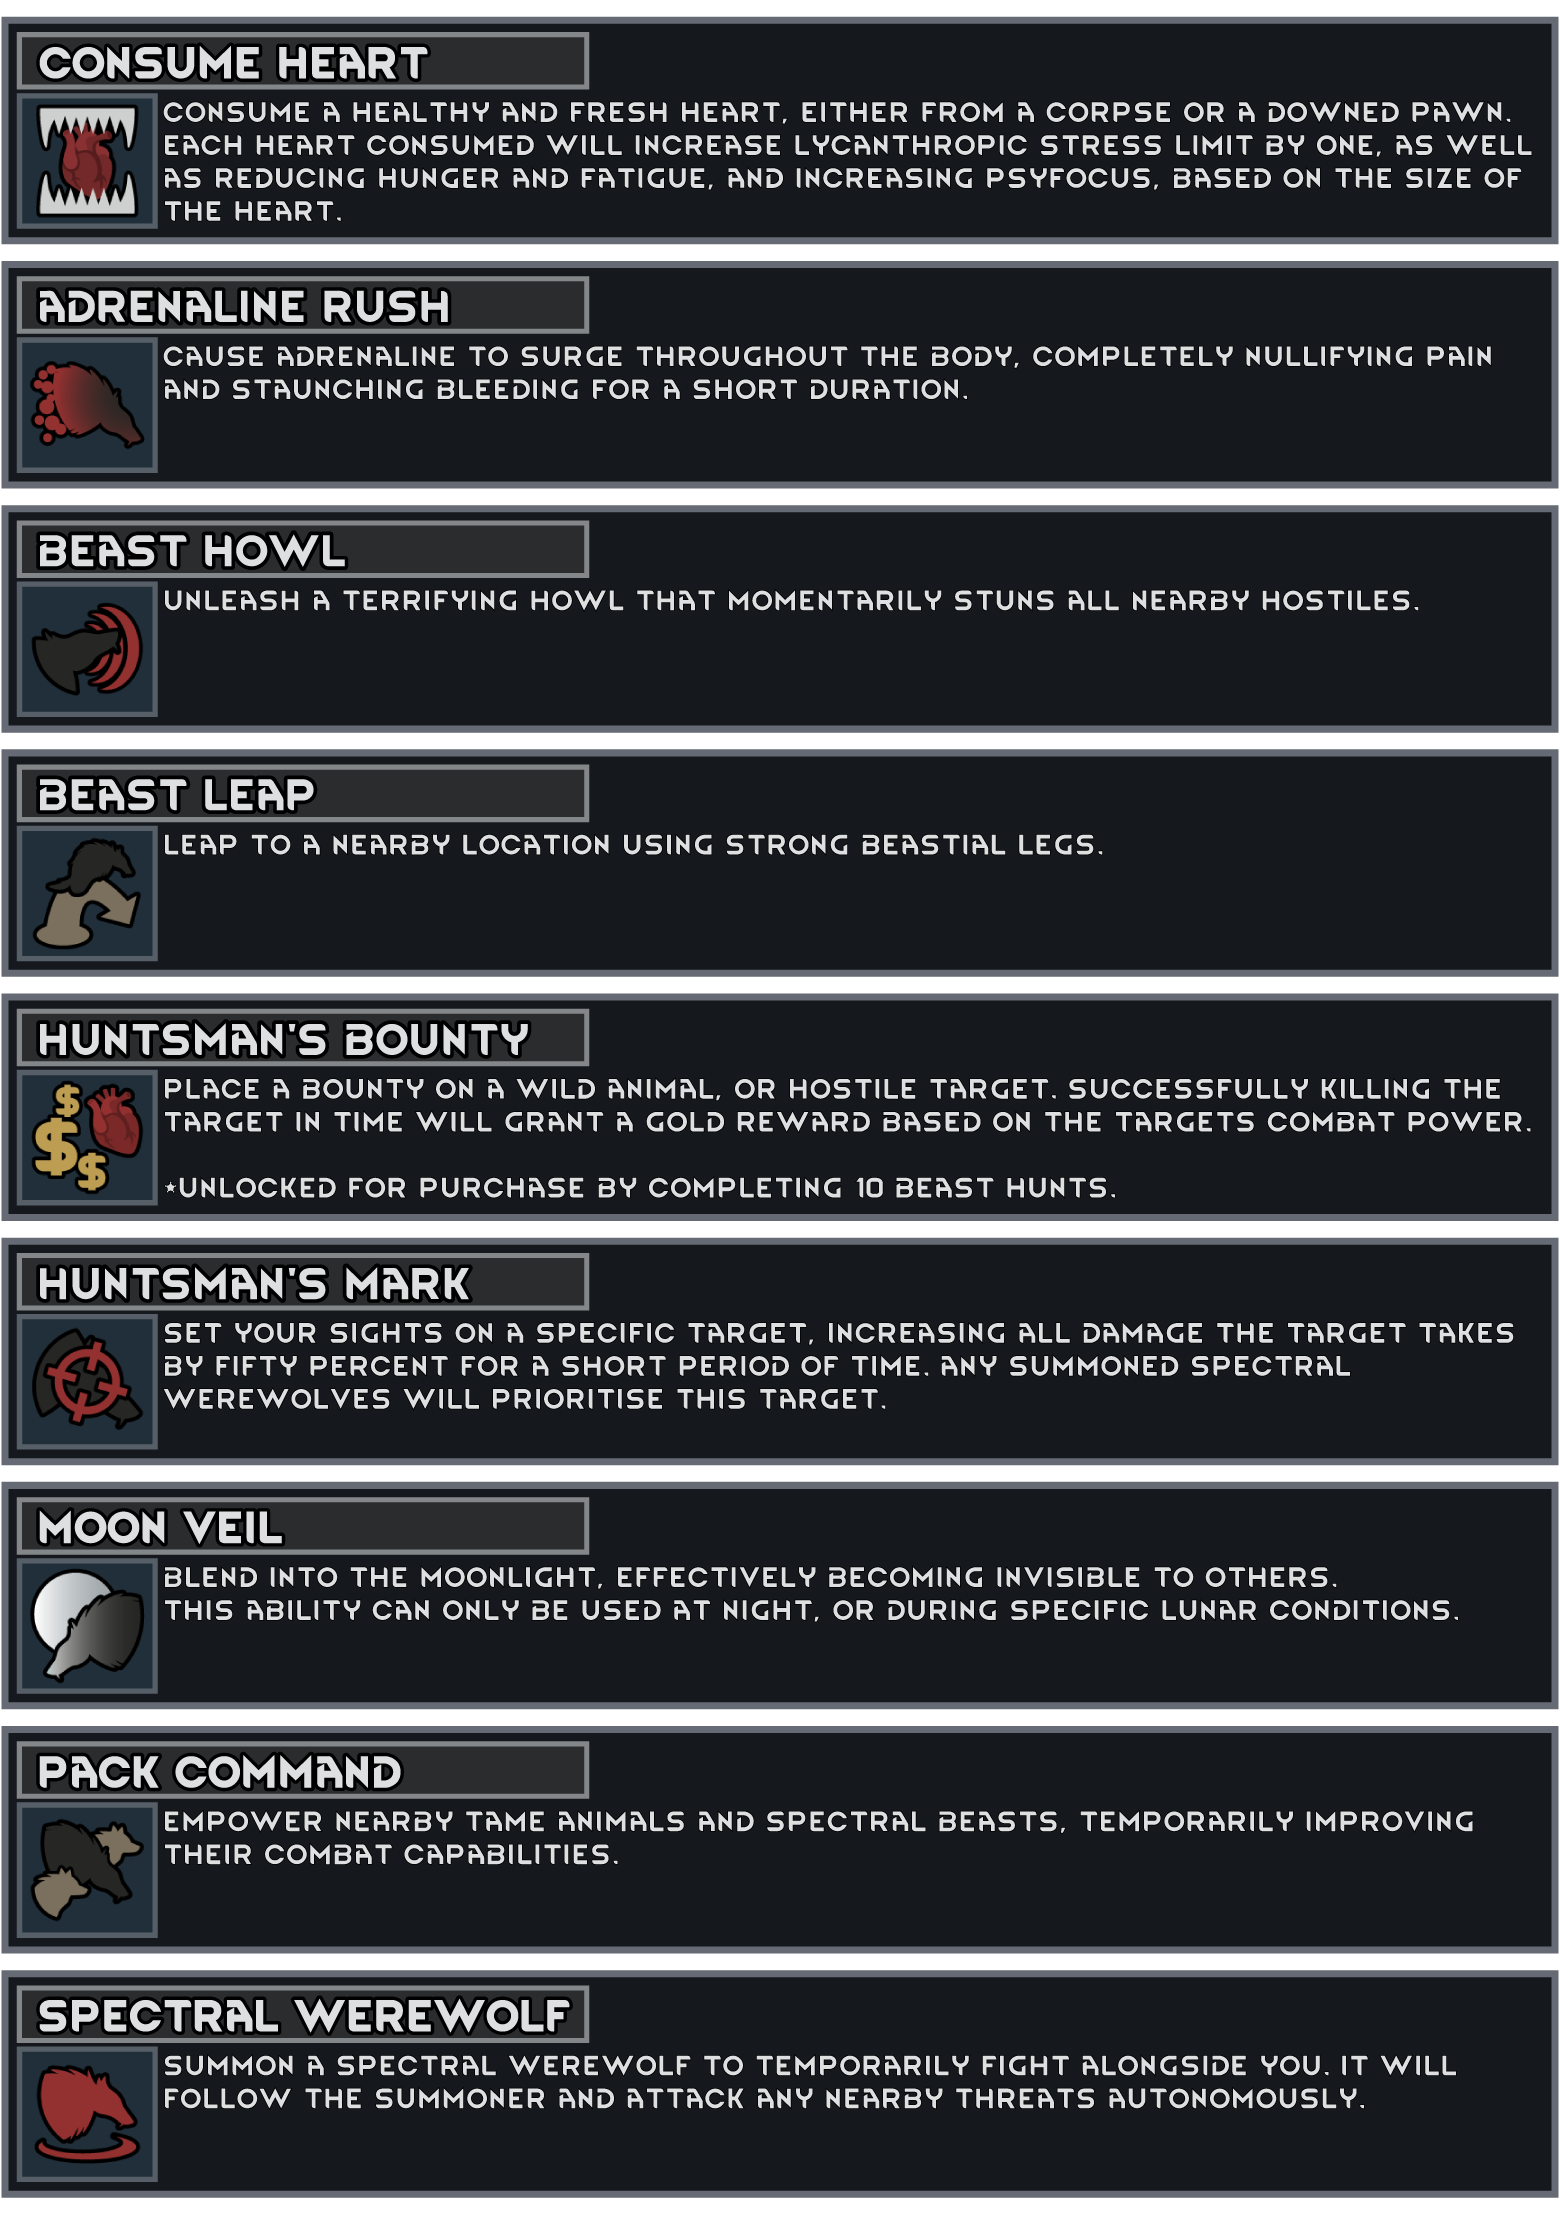 CONSUME HEART
CONSUME A HEALTHY AND FRESH HEART, EITHER FROM A CORPSE OR A DOWNED PAWN.
EACH HEART CONSUMED WILL INCREASE LYCANTHROPIC STRESS LIMIT BY ONE, AS WELL
AS REDUCING HUNGER AND FATIGUE, AND INCREASING PSYFOCUS, BASED ON THE SIZE OF
THE HEART.
ADRENALINE RUSH
CAUSE ADRENALINE TO SURGE THROUGHOUT THE BODY, COMPLETELY NULLIFYING PAIN
AND STAUNCHING BLEEDING FOR A SHORT DURATION.
BEAST HOWL
UNLEASH A TERRIFYING HOWL THAT MOMENTARILY STUNS ALL NEARBY HOSTILES.
BEAST LEAP
LEAP TO A NEARBY LOCATION USING STRONG BEASTIAL LEGS.
HUNTSMAN'S BOUNTY
PLACE A BOUNTY ON A WILD ANIMAL, OR HOSTILE TARGET. SUCCESSFULLY KILLING THE
TARGET IN TIME WILL GRANT A GOLD REWARD BASED ON THE TARGETS COMBAT POWER.
*UNLOCKED FOR PURCHASE BY COMPLETING 10 BEAST HUNTS.
HUNTSMAN'S MARK
SET YOUR SIGHTS ON A SPECIFIC TARGET, INCREASING ALL DAMAGE THE TARGET TAKES
BY FIFTY PERCENT FOR A SHORT PERIOD OF TIME. ANY SUMMONED SPECTRAL
WEREWOLVES WILL PRIORITISE THIS TARGET.
MOON VEIL
BLEND INTO THE MOONLIGHT, EFFECTIVELY BECOMING INVISIBLE TO OTHERS.
THIS ABILITY CAN ONLY BE USED AT NIGHT, OR DURING SPECIFIC LUNAR CONDITIONS.
PACK COMMAND
EMPOWER NEARBY TAME ANIMALS AND SPECTRAL BEASTS, TEMPORARILY IMPROVING
THEIR COMBAT CAPABILITIES.
SPECTRAL WEREWOLF
SUMMON A SPECTRAL WEREWOLF TO TEMPORARILY FIGHT ALONGSIDE YOU. IT WILL
FOLLOW THE SUMMONER AND ATTACK ANY NEARBY THREATS AUTONOMOUSLY.